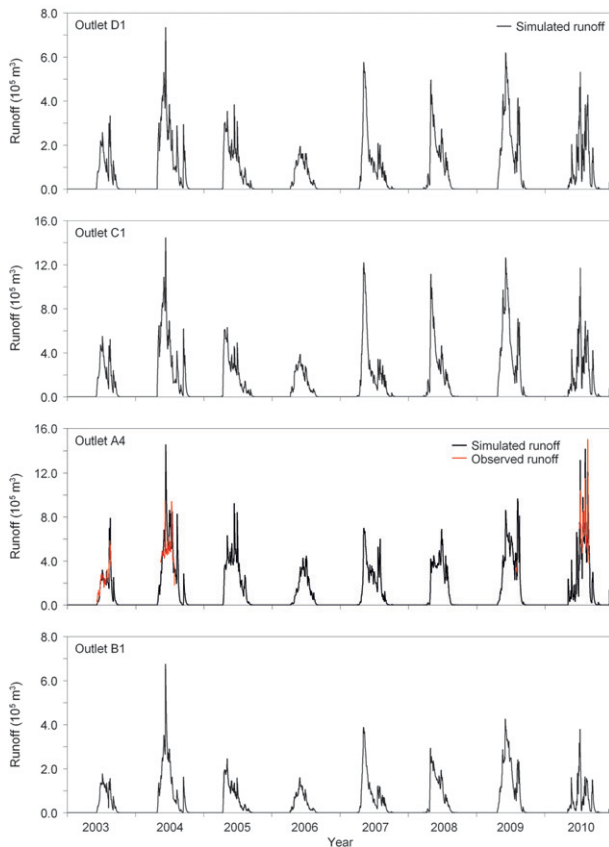 Outlet D1
Simulated runoff
Runoff (10⁵ m³)
8.0
6.0
4.0
2.0
0.0
Outlet C1
Runoff (10⁵ m³)
16.0
12.0
8.0
4.0
0.0
Outlet A4
Simulated runoff
Observed runoff
Runoff (10⁵ m³)
16.0
12.0
8.0
4.0
0.0
Outlet B1
Runoff (10⁵ m³)
8.0
6.0
4.0
2.0
0.0
2003 2004 2005 2006 2007 2008 2009 2010
Year